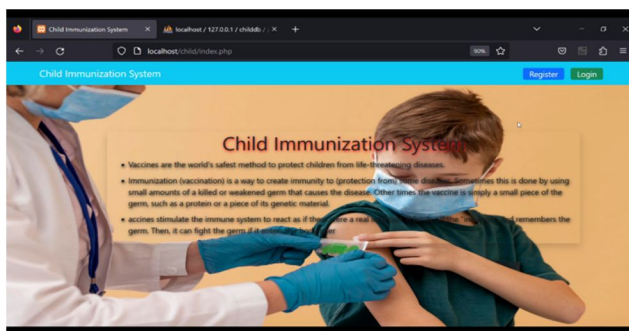 Child Immunization System
localhost / 127.0.0.1 / childdb /
localhost/child/index.php
90%
Child Immunization System
Register
Login
Child Immunization System
Vaccines are the world's safest method to protect children from life-threatening diseases.
Immunization (vaccination) is a way to create immunity to (protection from) some diseases. Sometimes this is done by using
small amounts of a killed or weakened germ that causes the disease. Other times the vaccine is simply a small piece of the
germ, such as a protein or a piece of its genetic material.
accines stimulate the immune system to react as if there were a real remembers the
germ. Then, it can fight the germ if it